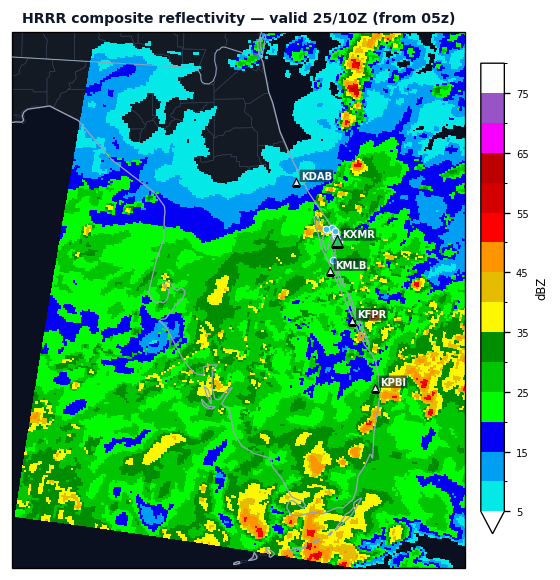 HRRR composite reflectivity — valid 25/10Z (from 05z)
KDAB
KXMR
KMLB
KFPR
KPBI
75
65
55
45
35
25
15
5
dBZ